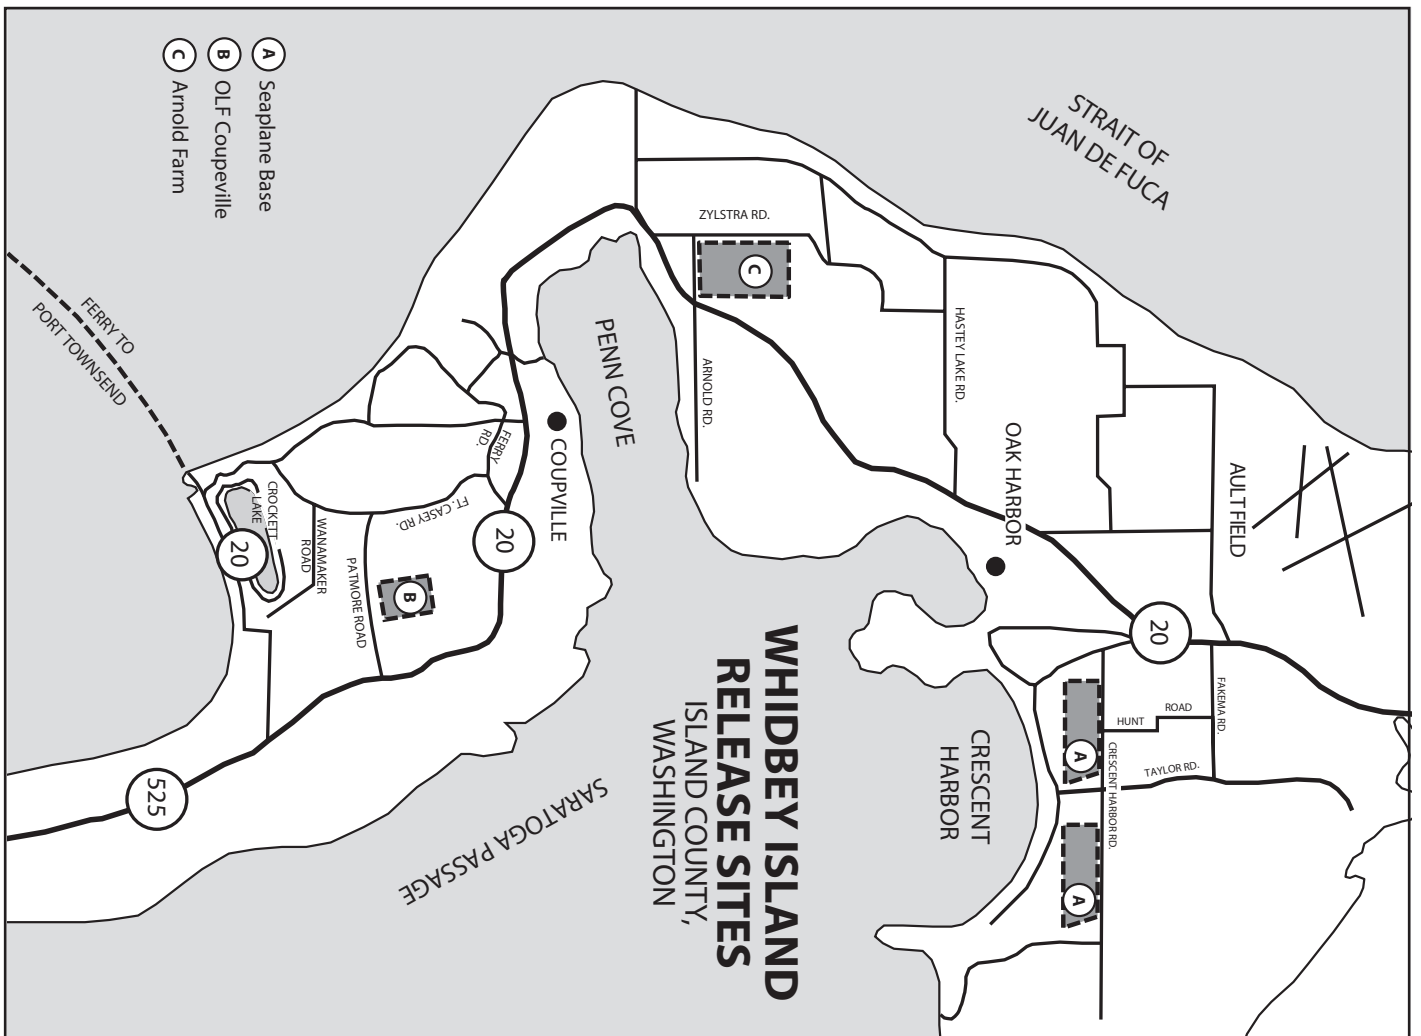 STRAIT OF
JUAN DE FUCA
AULT FIELD
20
FAKEMA RD.
HUNT
ROAD
TAYLOR RD.
CRESCENT HARBOR RD.
A
A
OAK HARBOR
HASTEY LAKE RD.
CRESCENT
HARBOR
ZYLSTRA RD.
C
ARNOLD RD.
PENN COVE
WHIDBEY ISLAND
RELEASE SITES
ISLAND COUNTY,
WASHINGTON
COUPVILLE
FERRY
RD.
20
FT. CASEY RD.
B
PATMORE ROAD
WANAMAKER
ROAD
CROCKETT
LAKE
20
SARATOGA PASSAGE
525
FERRY TO
PORT TOWNSEND
A Seaplane Base
B OLF Coupeville
C Arnold Farm